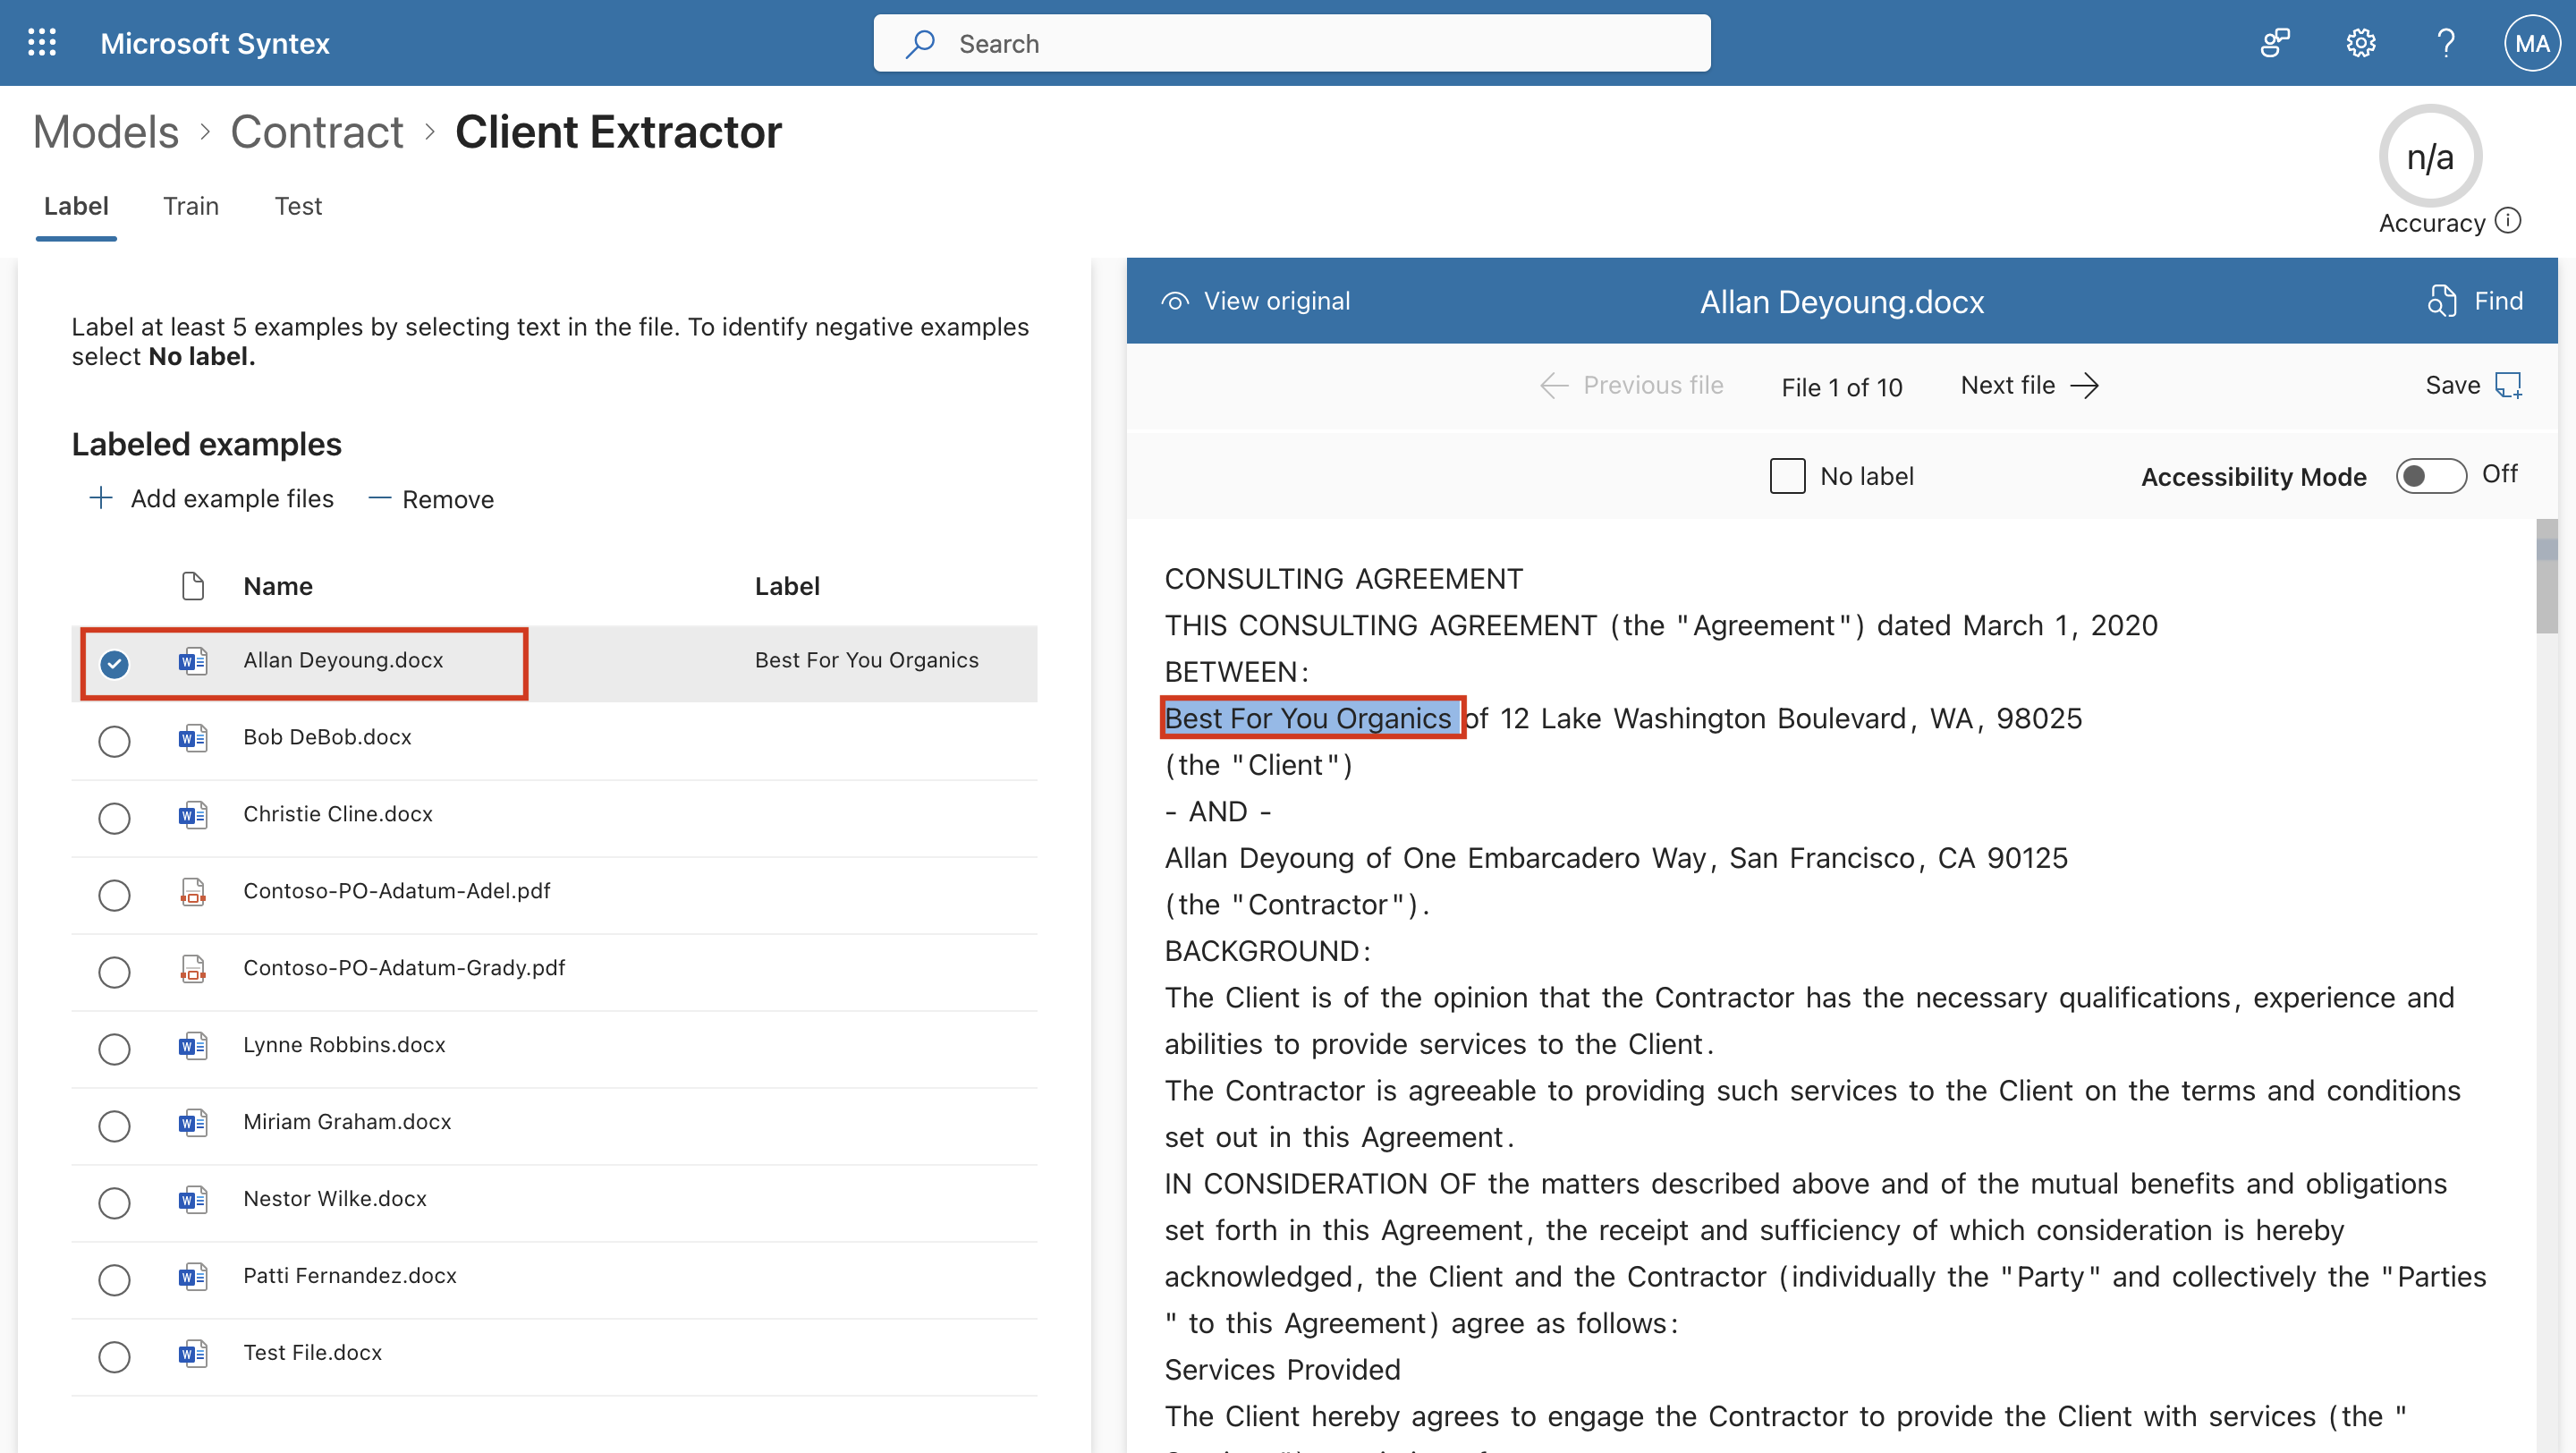 Microsoft Syntex
Search
MA
Models > Contract > Client Extractor
n/a
Accuracy
Label Train Test
Label at least 5 examples by selecting text in the file. To identify negative examples
select No label.
Labeled examples
+ Add example files — Remove
Name Label
Allan Deyoung.docx Best For You Organics
Bob DeBob.docx
Christie Cline.docx
Contoso-PO-Adatum-Adel.pdf
Contoso-PO-Adatum-Grady.pdf
Lynne Robbins.docx
Miriam Graham.docx
Nestor Wilke.docx
Patti Fernandez.docx
Test File.docx
View original Allan Deyoung.docx Find
Previous file File 1 of 10 Next file Save
No label Accessibility Mode Off
CONSULTING AGREEMENT
THIS CONSULTING AGREEMENT (the "Agreement") dated March 1, 2020
BETWEEN:
Best For You Organics of 12 Lake Washington Boulevard, WA, 98025
(the "Client")
- AND -
Allan Deyoung of One Embarcadero Way, San Francisco, CA 90125
(the "Contractor").
BACKGROUND:
The Client is of the opinion that the Contractor has the necessary qualifications, experience and
abilities to provide services to the Client.
The Contractor is agreeable to providing such services to the Client on the terms and conditions
set out in this Agreement.
IN CONSIDERATION OF the matters described above and of the mutual benefits and obligations
set forth in this Agreement, the receipt and sufficiency of which consideration is hereby
acknowledged, the Client and the Contractor (individually the "Party" and collectively the "Parties
" to this Agreement) agree as follows:
Services Provided
The Client hereby agrees to engage the Contractor to provide the Client with services (the "